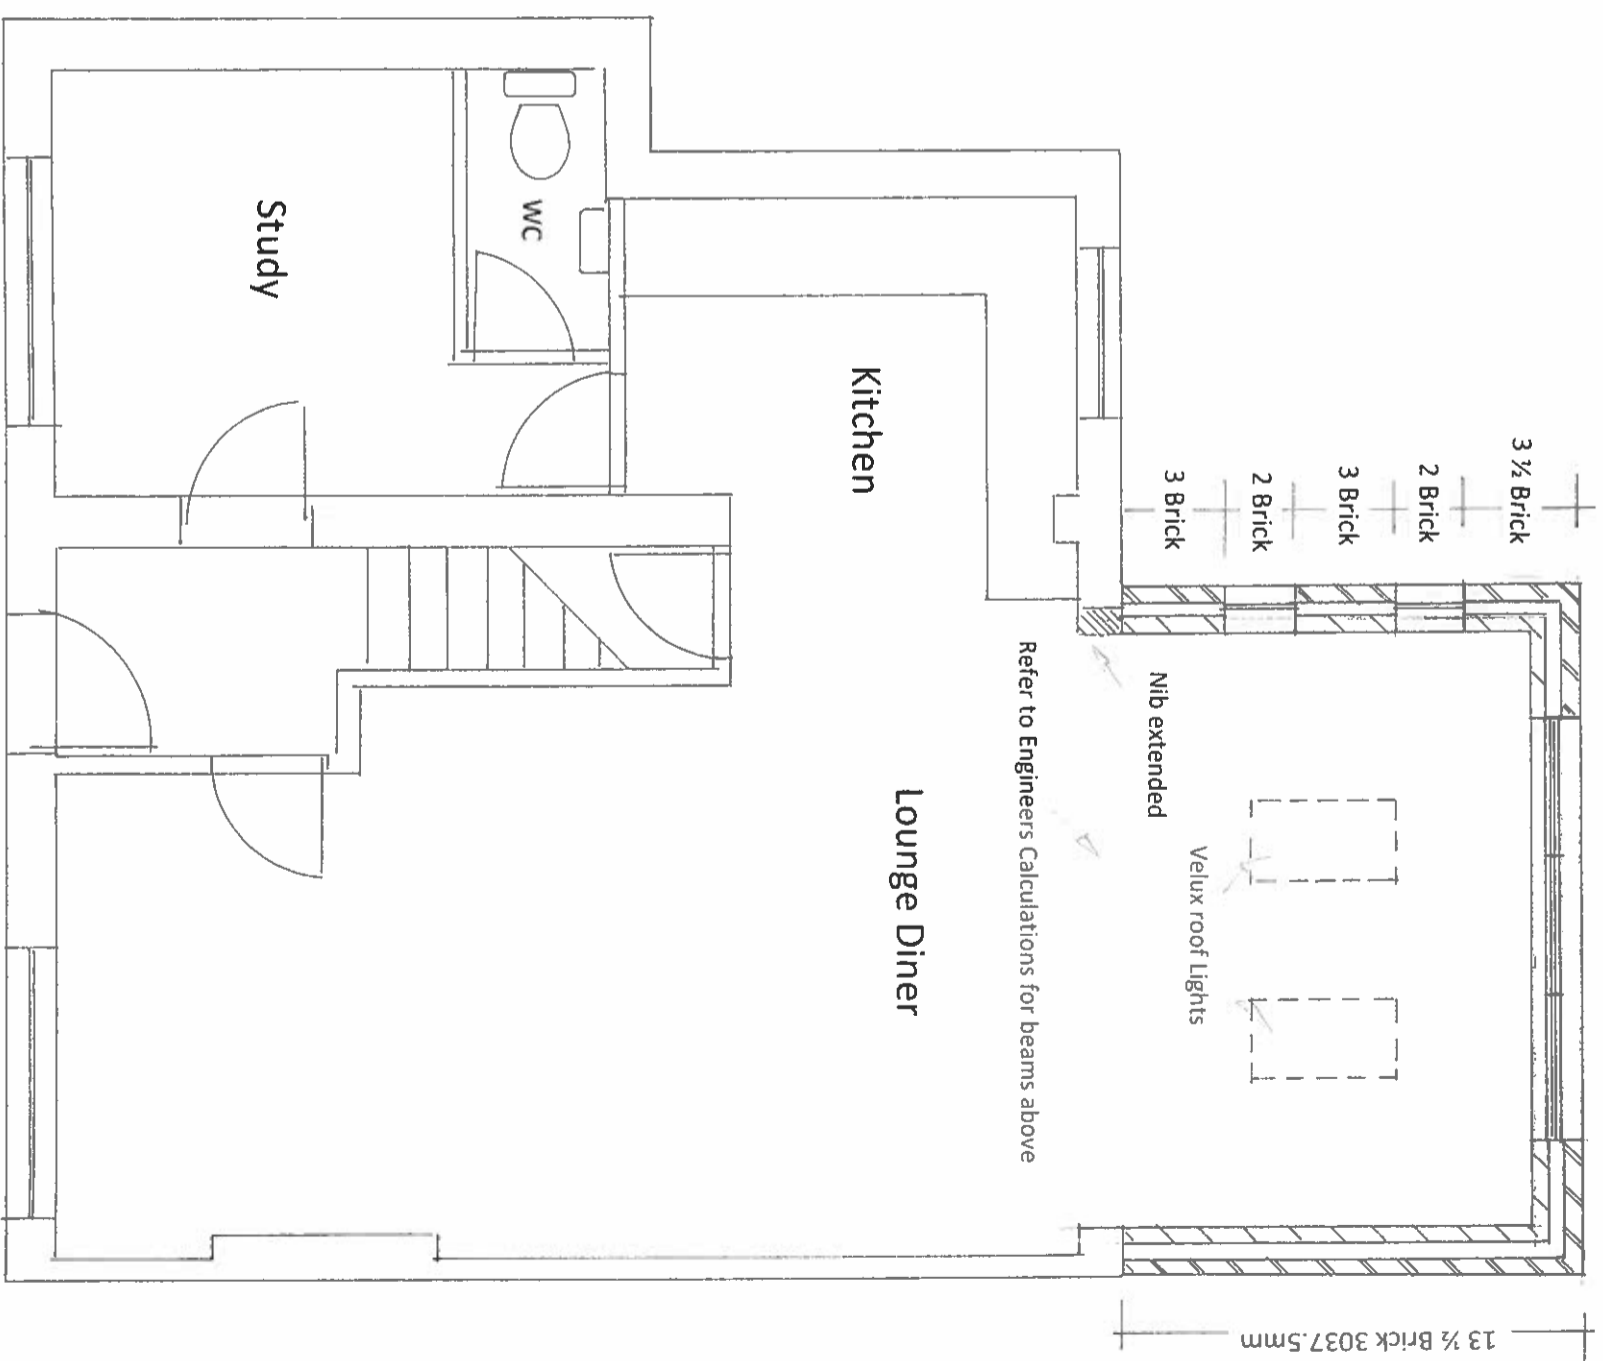 3 ½ Brick
2 Brick
3 Brick
2 Brick
3 Brick
WC
Study
Kitchen
Nib extended
Refer to Engineers Calculations for beams above
Velux roof Lights
Lounge Diner
13 ½ Brick 3037.5mm